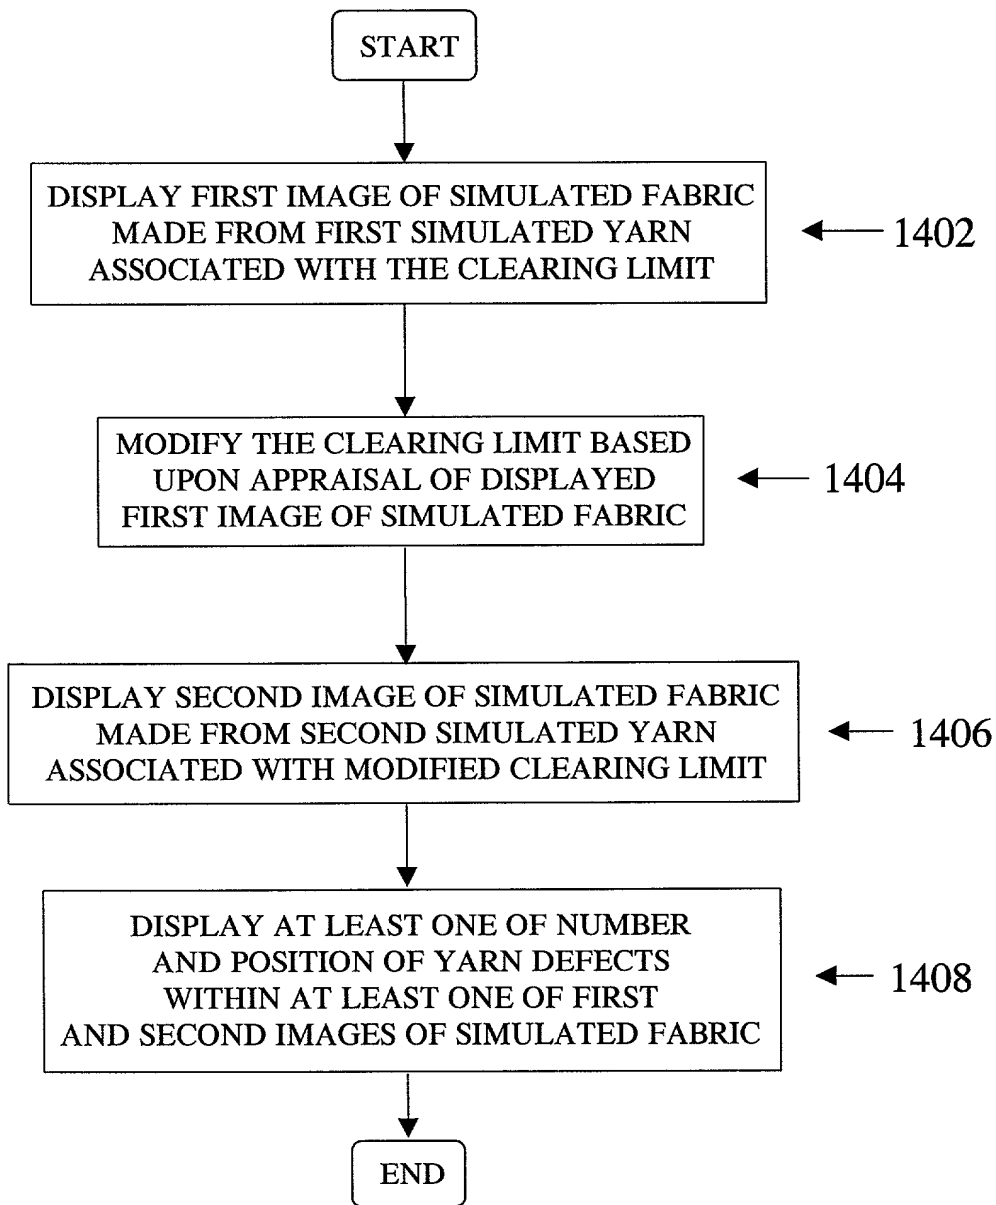 START
DISPLAY FIRST IMAGE OF SIMULATED FABRIC
MADE FROM FIRST SIMULATED YARN
ASSOCIATED WITH THE CLEARING LIMIT
1402
MODIFY THE CLEARING LIMIT BASED
UPON APPRAISAL OF DISPLAYED
FIRST IMAGE OF SIMULATED FABRIC
1404
DISPLAY SECOND IMAGE OF SIMULATED FABRIC
MADE FROM SECOND SIMULATED YARN
ASSOCIATED WITH MODIFIED CLEARING LIMIT
1406
DISPLAY AT LEAST ONE OF NUMBER
AND POSITION OF YARN DEFECTS
WITHIN AT LEAST ONE OF FIRST
AND SECOND IMAGES OF SIMULATED FABRIC
1408
END